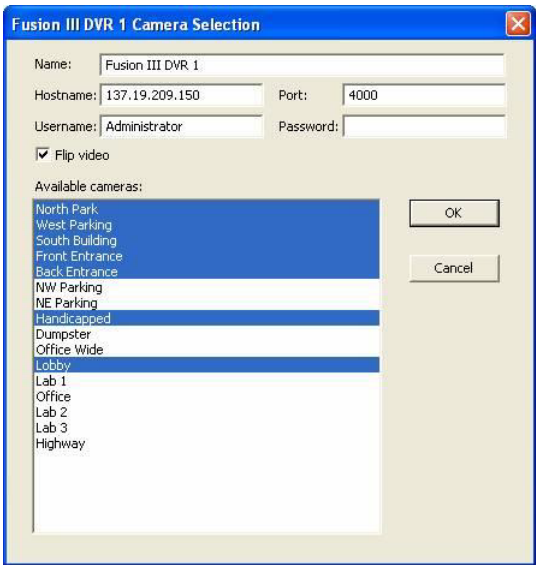 Fusion III DVR 1 Camera Selection
Name: Fusion III DVR 1
Hostname: 137.19.209.150 Port: 4000
Username: Administrator Password:
Flip video
Available cameras:
North Park
West Parking
South Building
Front Entrance
Back Entrance
NW Parking
NE Parking
Handicapped
Dumpster
Office Wide
Lobby
Lab 1
Office
Lab 2
Lab 3
Highway
OK
Cancel